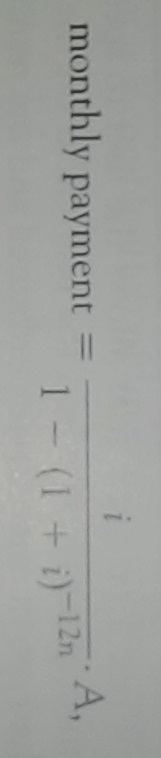 monthly payment = i / 1 − (1 + i)^−12n · A,